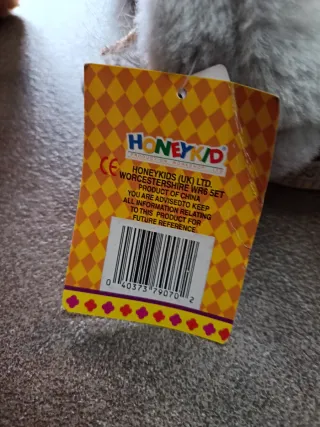 HONEYKID
CE HONEYKIDS (UK) LTD.
WORCESTERSHIRE WR6 5ET
PRODUCT OF CHINA
YOU ARE ADVISED TO KEEP
ALL INFORMATION RELATING
TO THIS PRODUCT FOR
FUTURE REFERENCE.
0 40373 79070 2